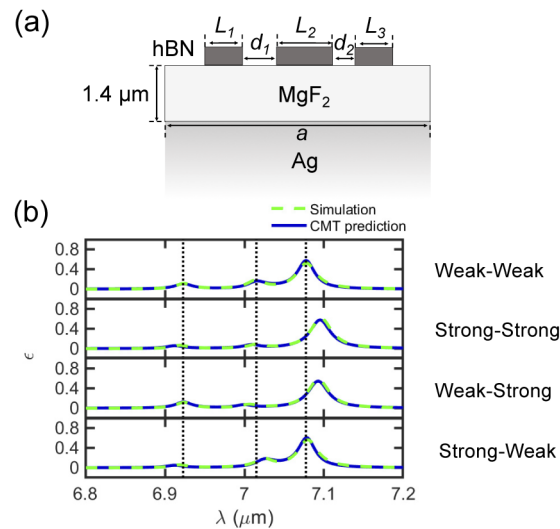 (a)
L1 L2 L3
hBN d1 d2
1.4 μm MgF2
a
Ag
(b)
Simulation
CMT prediction
0.8
0.4
0
Weak-Weak
0.8
0.4
0
Strong-Strong
0.8
0.4
0
Weak-Strong
0.8
0.4
0
Strong-Weak
ϵ
6.8 6.9 7 7.1 7.2
λ (μm)